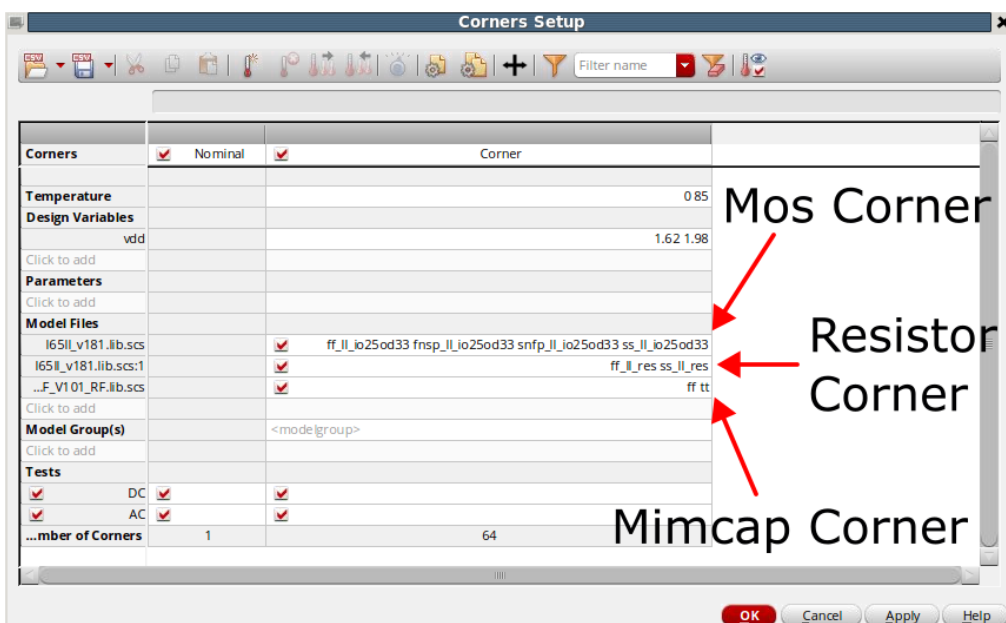 Corners Setup
CSV CSV Filter name
Corners Nominal Corner
Temperature 0 85
Design Variables
vdd 1.62 1.98
Click to add
Parameters
Click to add
Model Files
l65ll_v181.lib.scs ff_ll_io25od33 fnsp_ll_io25od33 snfp_ll_io25od33 ss_ll_io25od33
l65ll_v181.lib.scs:1 ff_ll_res ss_ll_res
...F_V101_RF.lib.scs ff tt
Click to add
Model Group(s) <modelgroup>
Click to add
Tests
DC
AC
...mber of Corners 1 64
Mos Corner
Resistor
Corner
Mimcap Corner
OK Cancel Apply Help